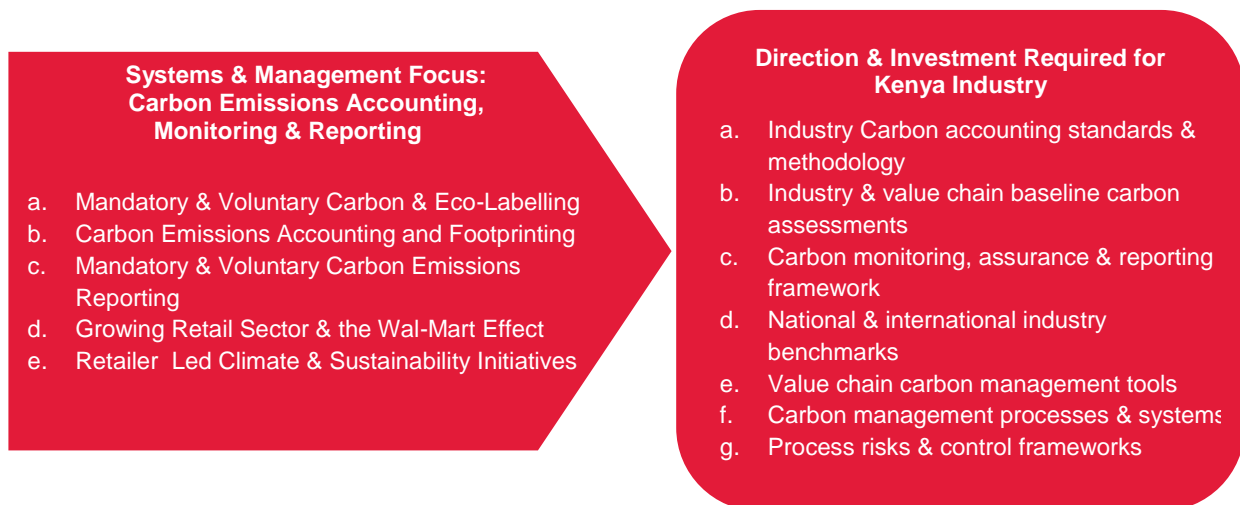 Systems & Management Focus:
Carbon Emissions Accounting,
Monitoring & Reporting
a. Mandatory & Voluntary Carbon & Eco-Labelling
b. Carbon Emissions Accounting and Footprinting
c. Mandatory & Voluntary Carbon Emissions
Reporting
d. Growing Retail Sector & the Wal-Mart Effect
e. Retailer Led Climate & Sustainability Initiatives
Direction & Investment Required for
Kenya Industry
a. Industry Carbon accounting standards &
methodology
b. Industry & value chain baseline carbon
assessments
c. Carbon monitoring, assurance & reporting
framework
d. National & international industry
benchmarks
e. Value chain carbon management tools
f. Carbon management processes & systems
g. Process risks & control frameworks